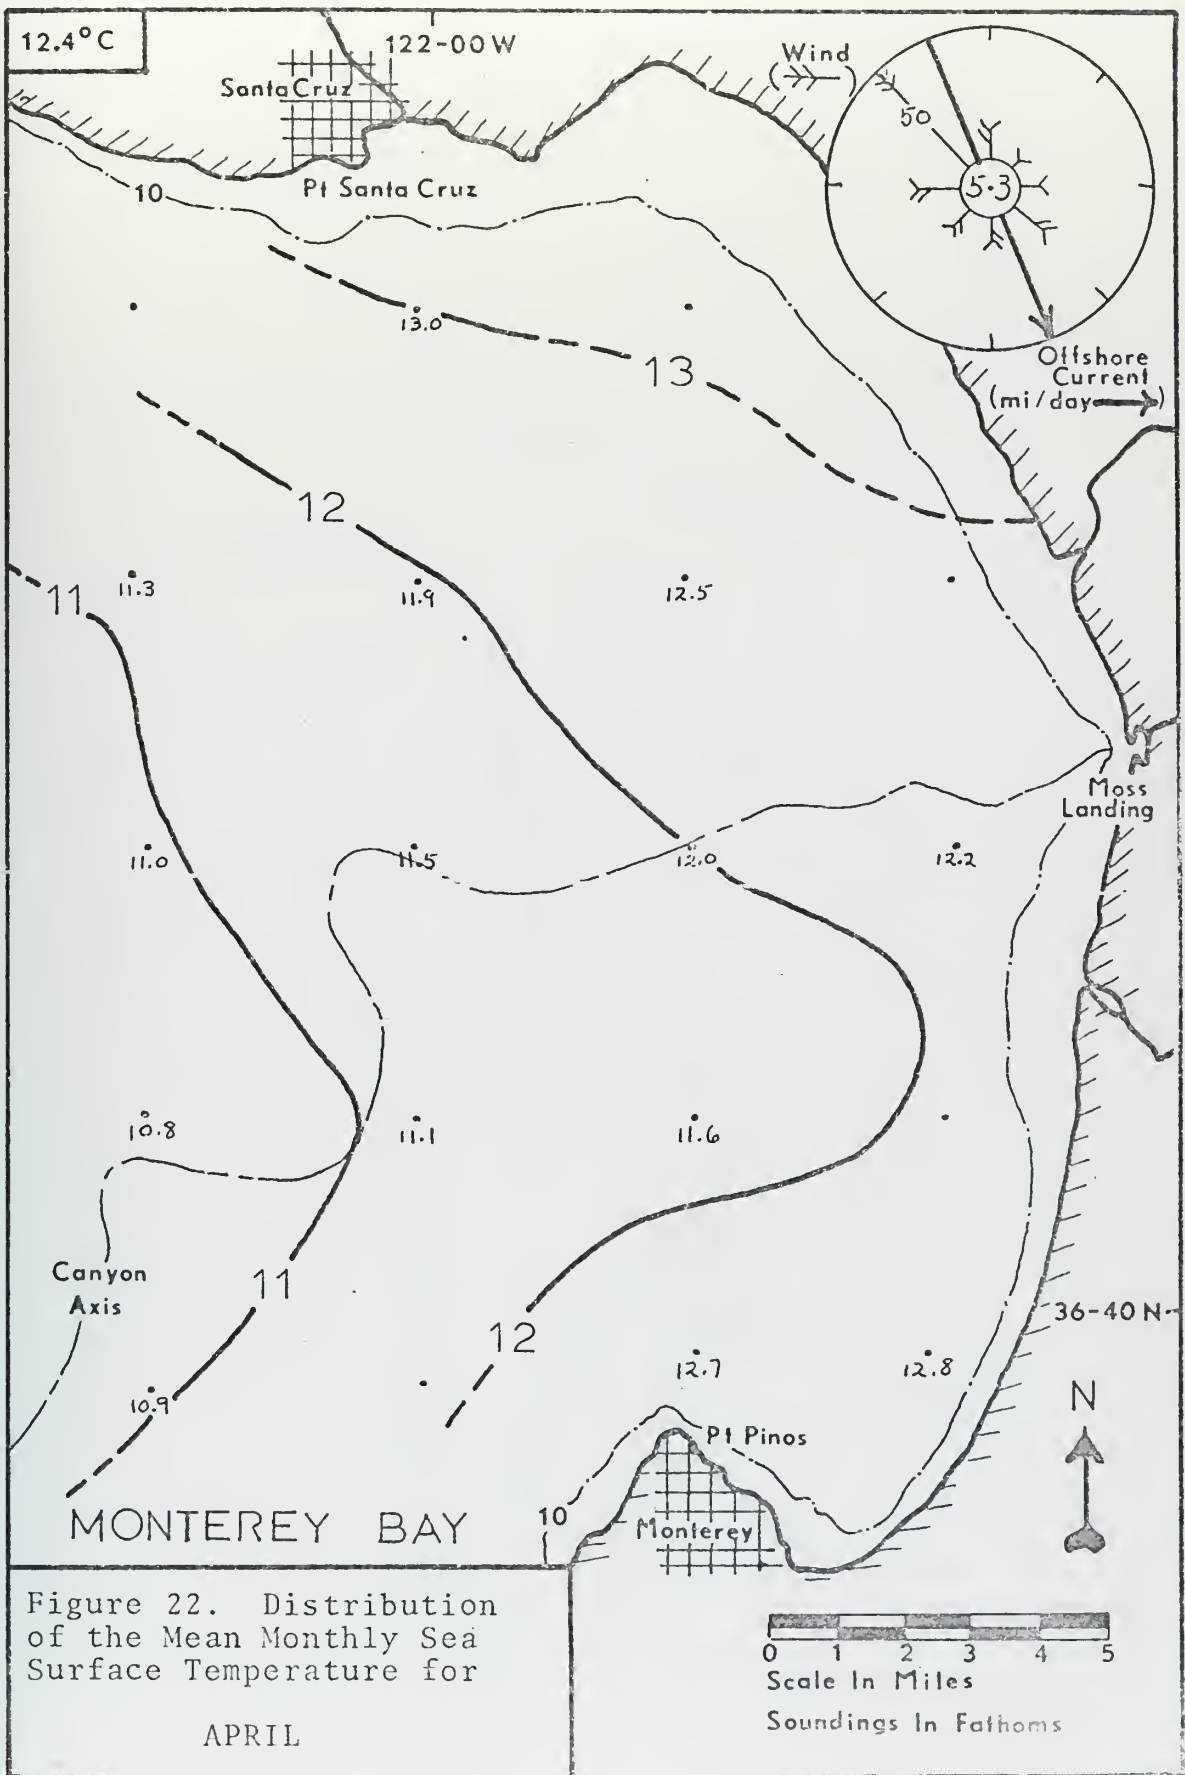 12.4°C
122-00 W
Wind
Santa Cruz
50
10
Pt Santa Cruz
5.3
13.0
13
Offshore
Current
(mi/day )
12
11
11.3
11.9
12.5
Moss
Landing
11.0
11.5
12.0
12.2
10.8
11.1
11.6
Canyon
Axis
11
36-40 N
12
12.7
12.8
10.9
N
Pt Pinos
10
Monterey
MONTEREY BAY
Figure 22. Distribution
of the Mean Monthly Sea
Surface Temperature for
APRIL
0 1 2 3 4 5
Scale In Miles
Soundings In Fathoms